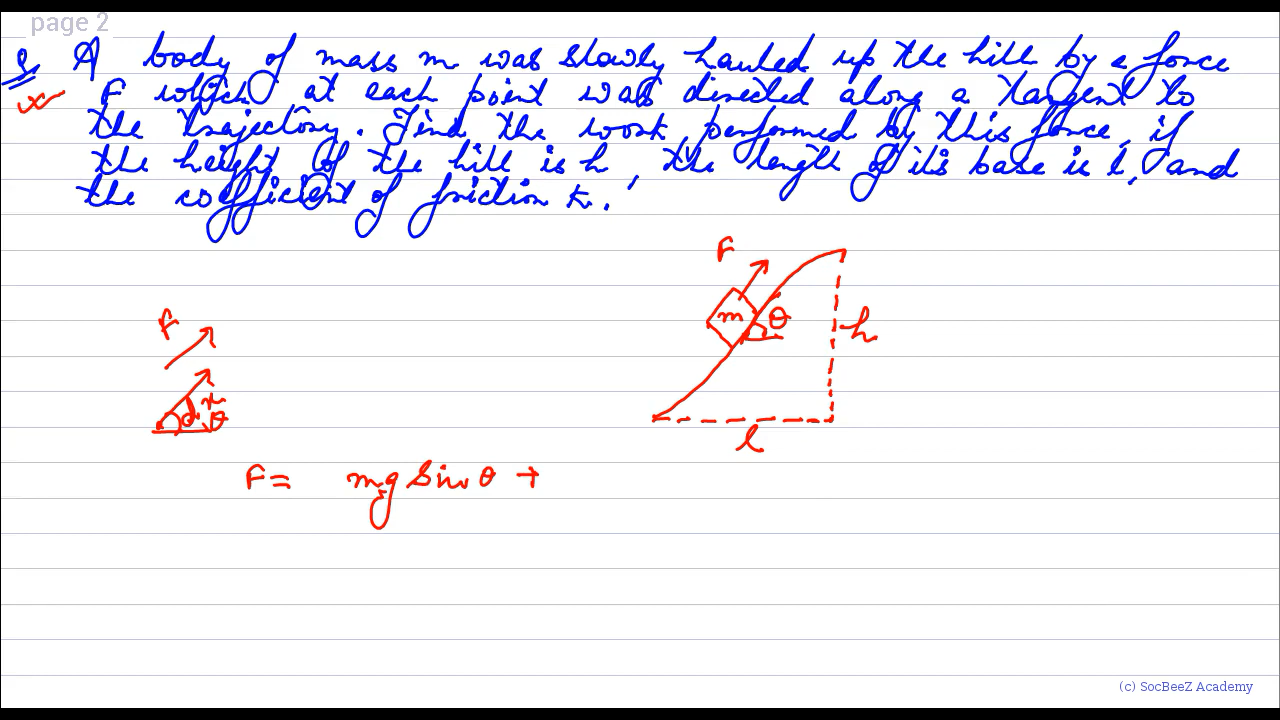 page 2
Q. A body of mass m was slowly hauled up the hill by a force
F which at each point was directed along a tangent to
the trajectory. Find the work performed by this force, if
the height of the hill is h, the length of its base is l, and
the coefficient of friction k.
F
m θ
h
l
F
dx
θ
F = mg Sin θ +
(c) SocBeeZ Academy